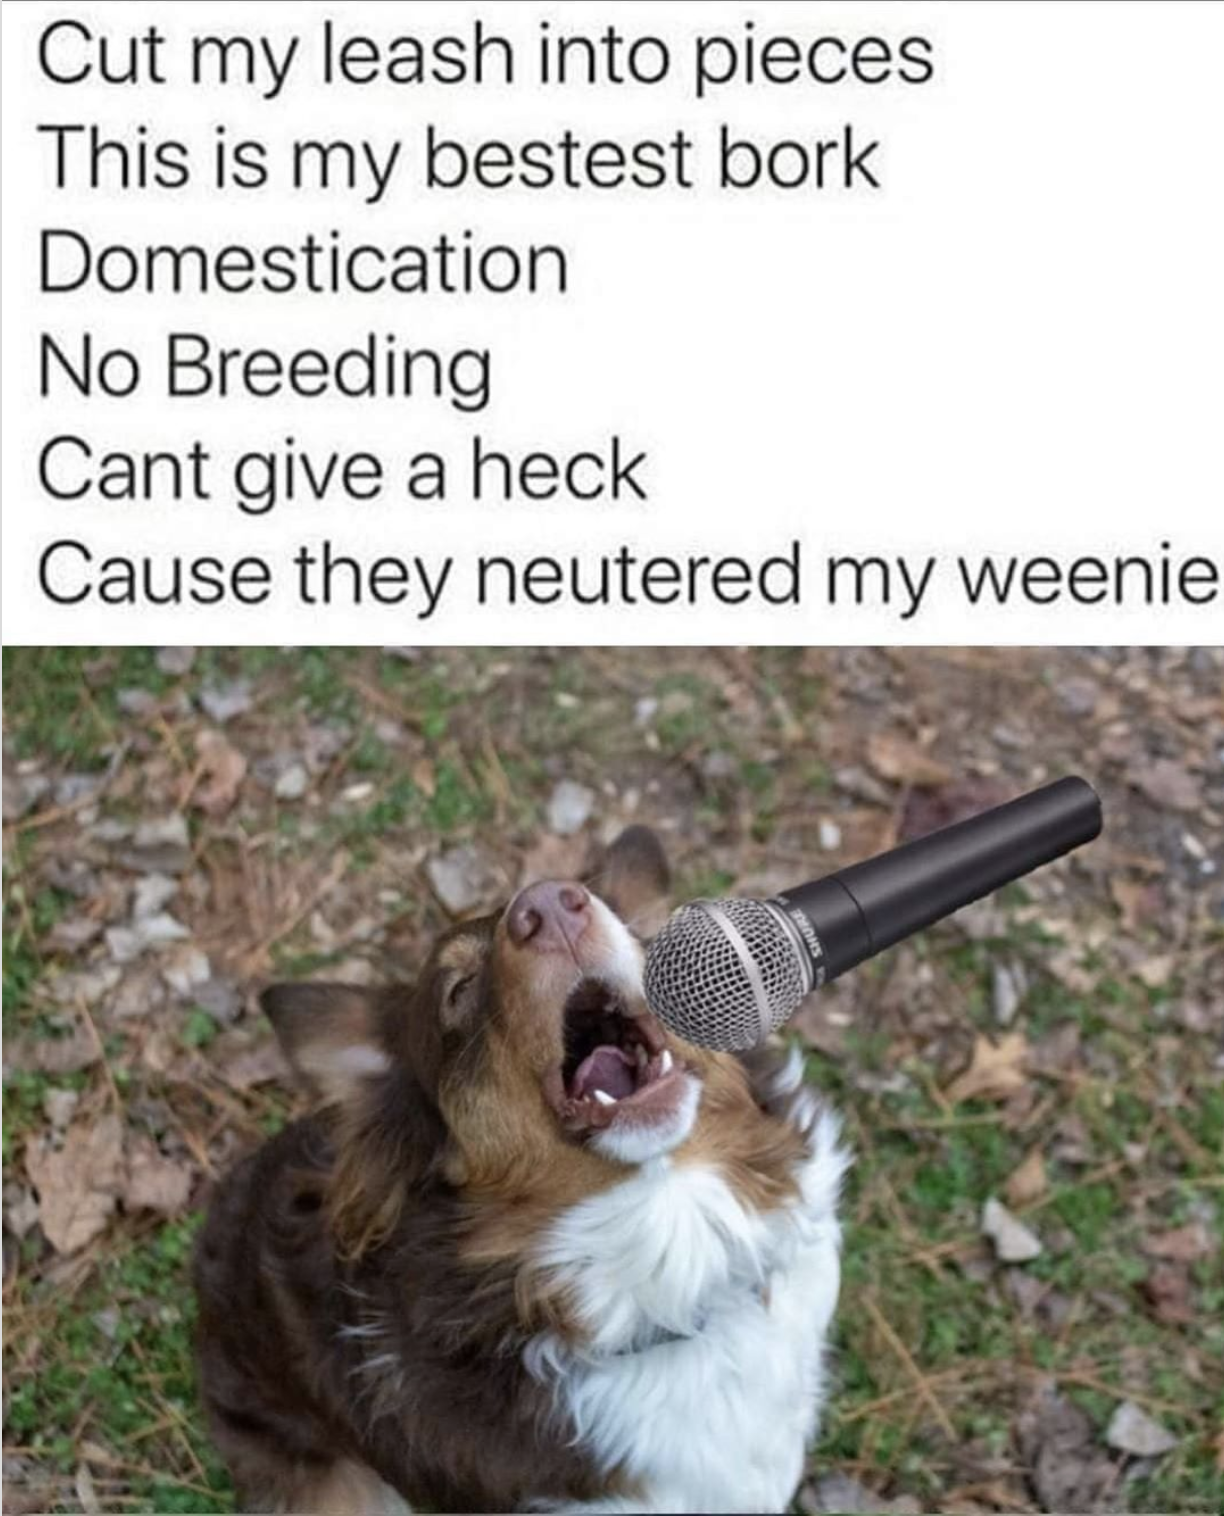 Cut my leash into pieces
This is my bestest bork
Domestication
No Breeding
Cant give a heck
Cause they neutered my weenie
SHURE